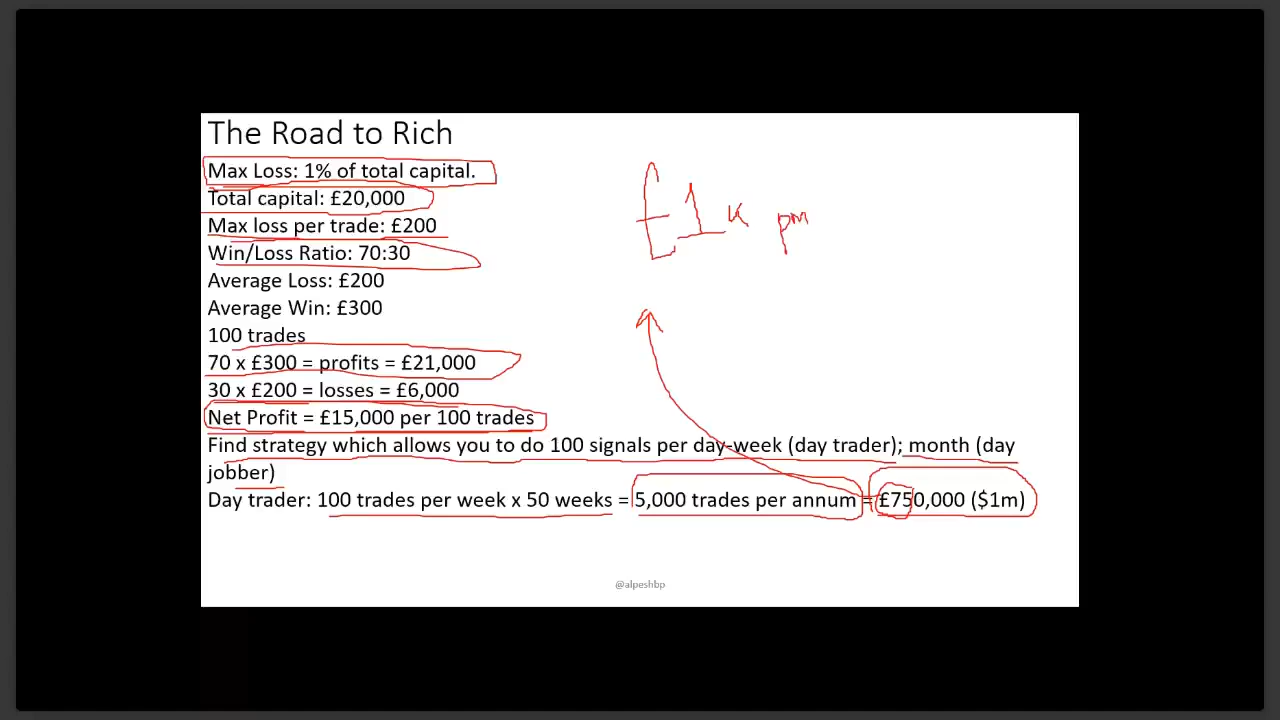 The Road to Rich
Max Loss: 1% of total capital.
Total capital: £20,000
Max loss per trade: £200
Win/Loss Ratio: 70:30
Average Loss: £200
Average Win: £300
100 trades
70 x £300 = profits = £21,000
30 x £200 = losses = £6,000
Net Profit = £15,000 per 100 trades
Find strategy which allows you to do 100 signals per day-week (day trader); month (day
jobber)
Day trader: 100 trades per week x 50 weeks = 5,000 trades per annum = £750,000 ($1m)
£1k pm
@alpeshbp